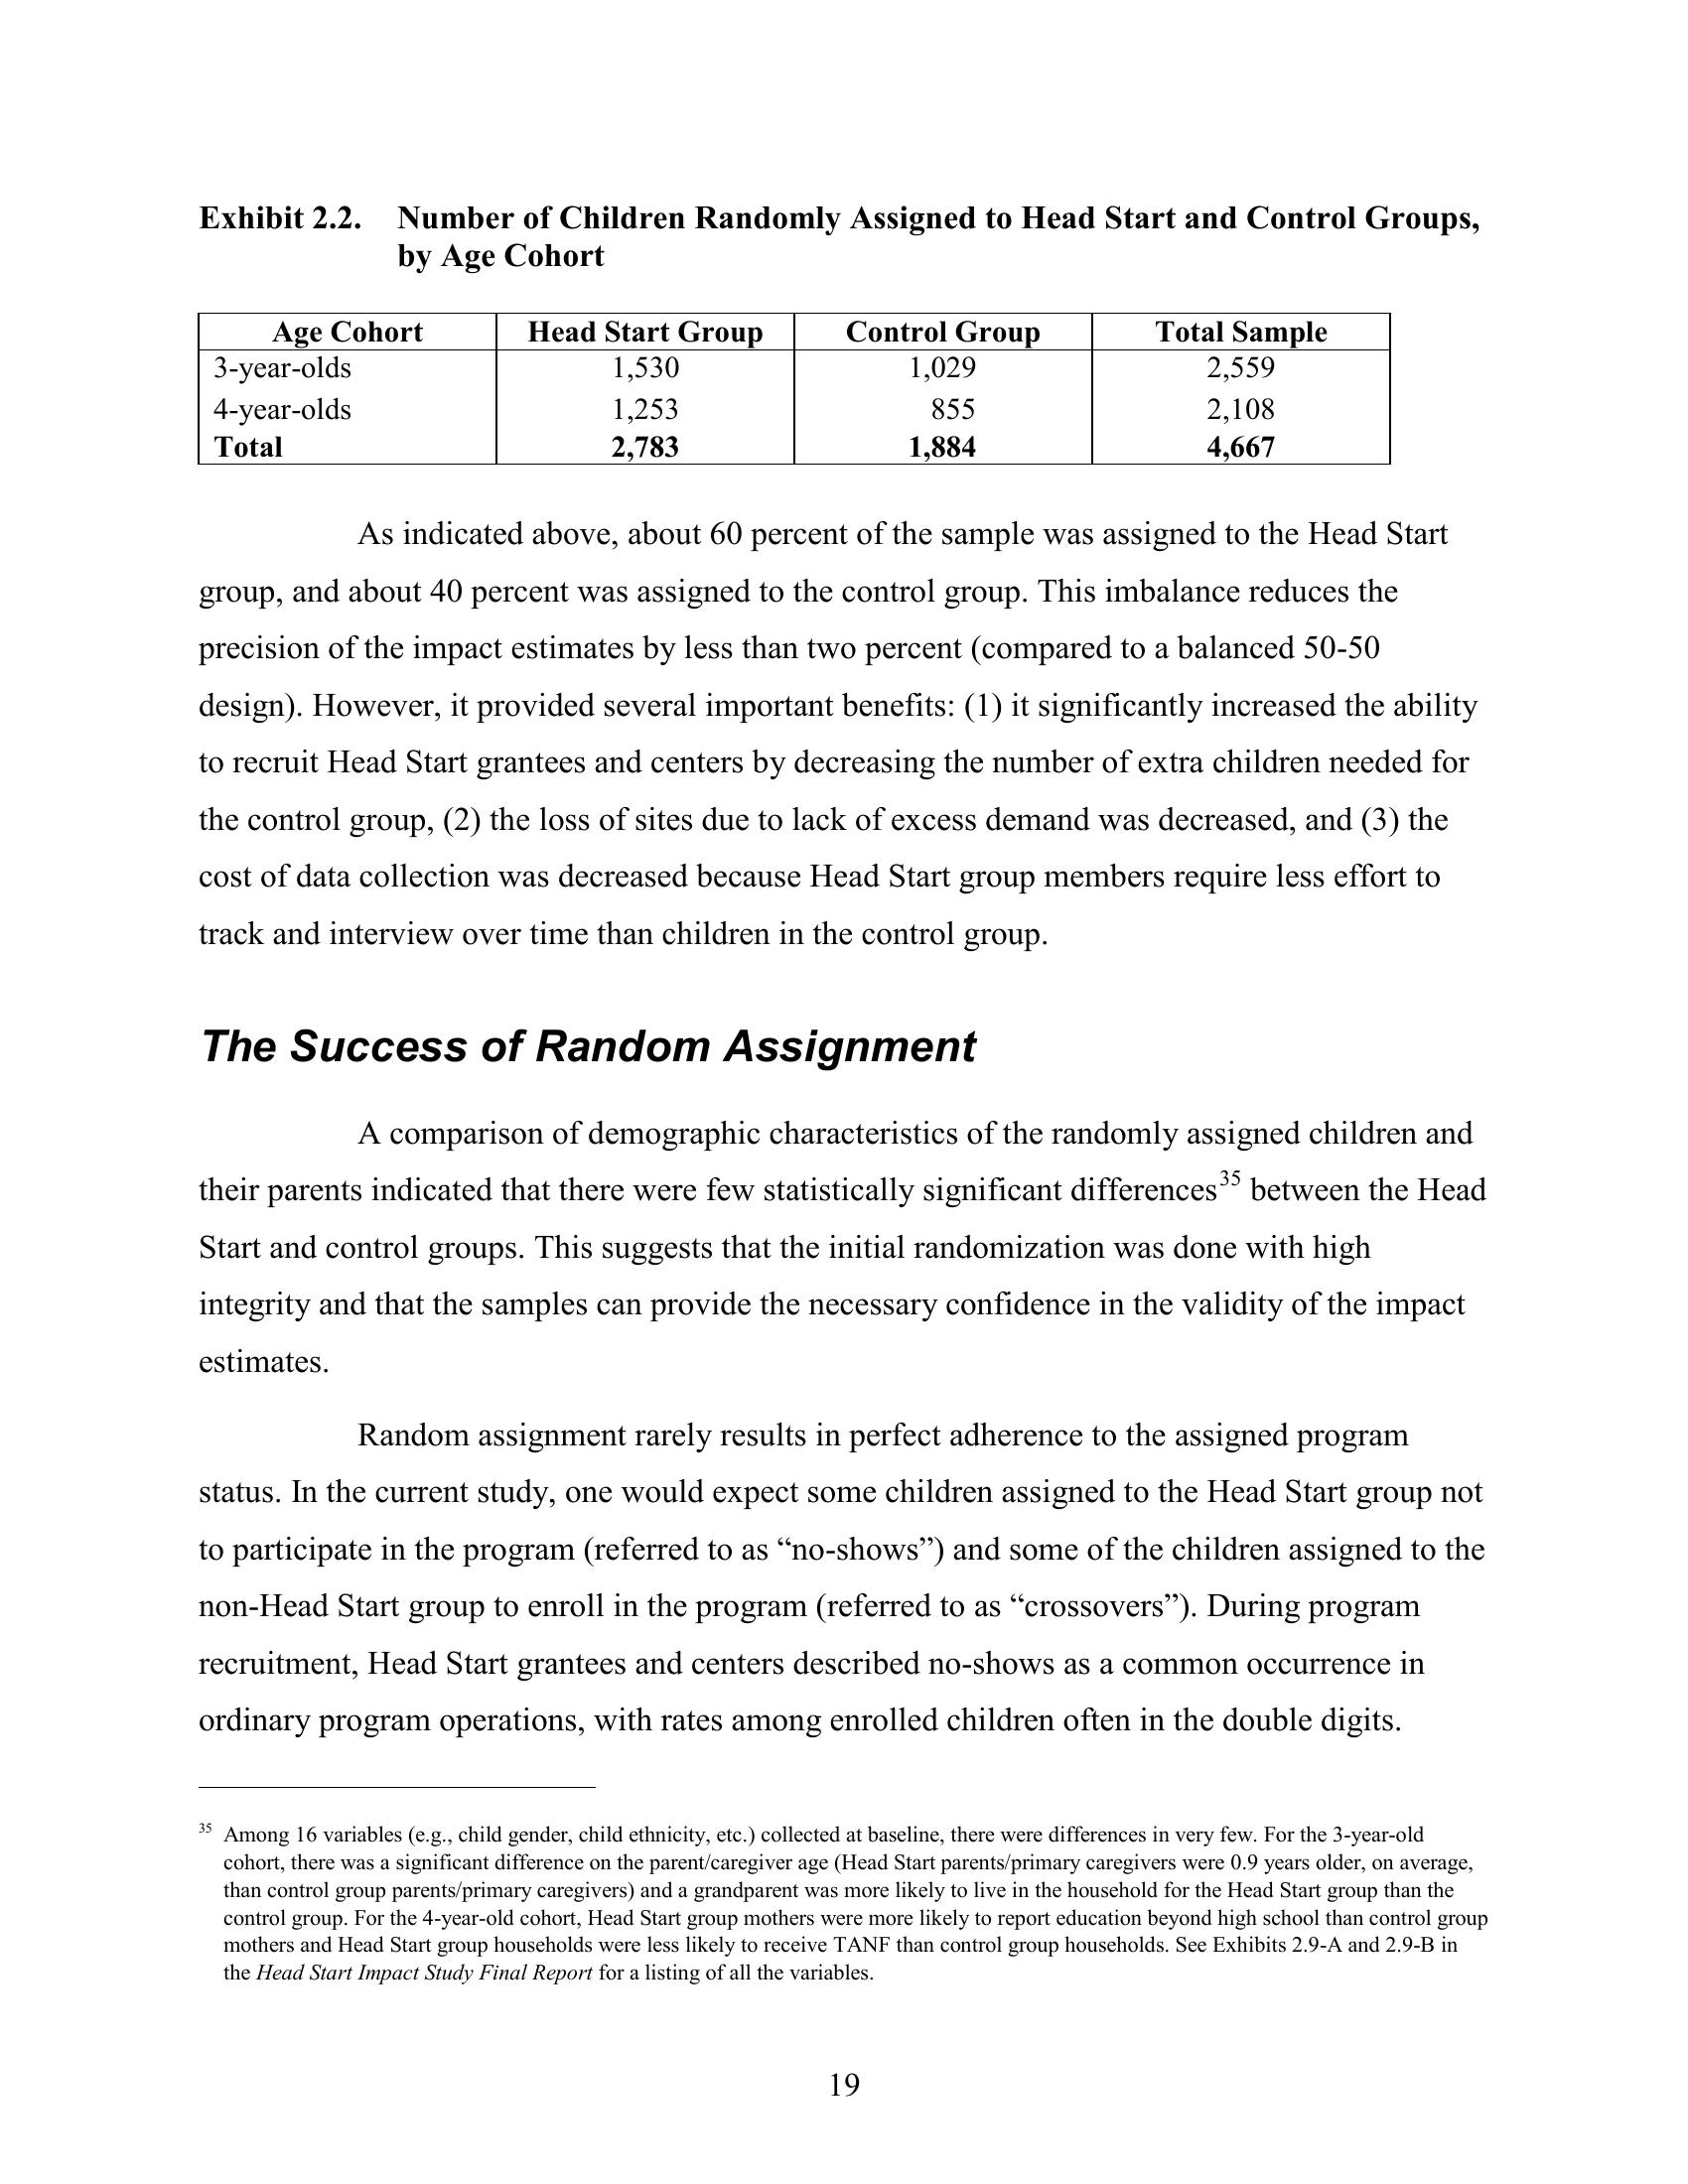 Exhibit 2.2. Number of Children Randomly Assigned to Head Start and Control Groups,
by Age Cohort
Age Cohort Head Start Group Control Group Total Sample
3-year-olds 1,530 1,029 2,559
4-year-olds 1,253 855 2,108
Total 2,783 1,884 4,667
As indicated above, about 60 percent of the sample was assigned to the Head Start
group, and about 40 percent was assigned to the control group. This imbalance reduces the
precision of the impact estimates by less than two percent (compared to a balanced 50-50
design). However, it provided several important benefits: (1) it significantly increased the ability
to recruit Head Start grantees and centers by decreasing the number of extra children needed for
the control group, (2) the loss of sites due to lack of excess demand was decreased, and (3) the
cost of data collection was decreased because Head Start group members require less effort to
track and interview over time than children in the control group.
The Success of Random Assignment
A comparison of demographic characteristics of the randomly assigned children and
their parents indicated that there were few statistically significant differences35 between the Head
Start and control groups. This suggests that the initial randomization was done with high
integrity and that the samples can provide the necessary confidence in the validity of the impact
estimates.
Random assignment rarely results in perfect adherence to the assigned program
status. In the current study, one would expect some children assigned to the Head Start group not
to participate in the program (referred to as “no-shows”) and some of the children assigned to the
non-Head Start group to enroll in the program (referred to as “crossovers”). During program
recruitment, Head Start grantees and centers described no-shows as a common occurrence in
ordinary program operations, with rates among enrolled children often in the double digits.
35 Among 16 variables (e.g., child gender, child ethnicity, etc.) collected at baseline, there were differences in very few. For the 3-year-old
cohort, there was a significant difference on the parent/caregiver age (Head Start parents/primary caregivers were 0.9 years older, on average,
than control group parents/primary caregivers) and a grandparent was more likely to live in the household for the Head Start group than the
control group. For the 4-year-old cohort, Head Start group mothers were more likely to report education beyond high school than control group
mothers and Head Start group households were less likely to receive TANF than control group households. See Exhibits 2.9-A and 2.9-B in
the Head Start Impact Study Final Report for a listing of all the variables.
19